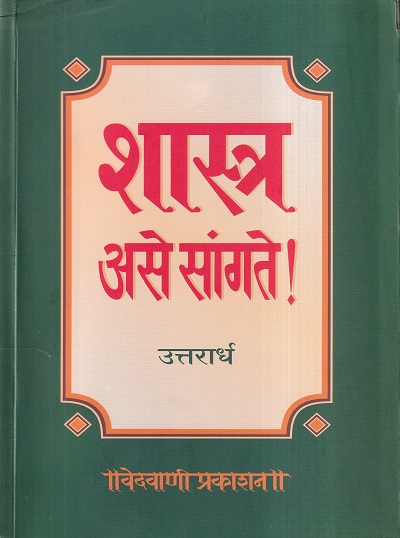 शास्त्र
असे सांगते!
उत्तरार्ध
॥वेदवाणी प्रकाशन॥